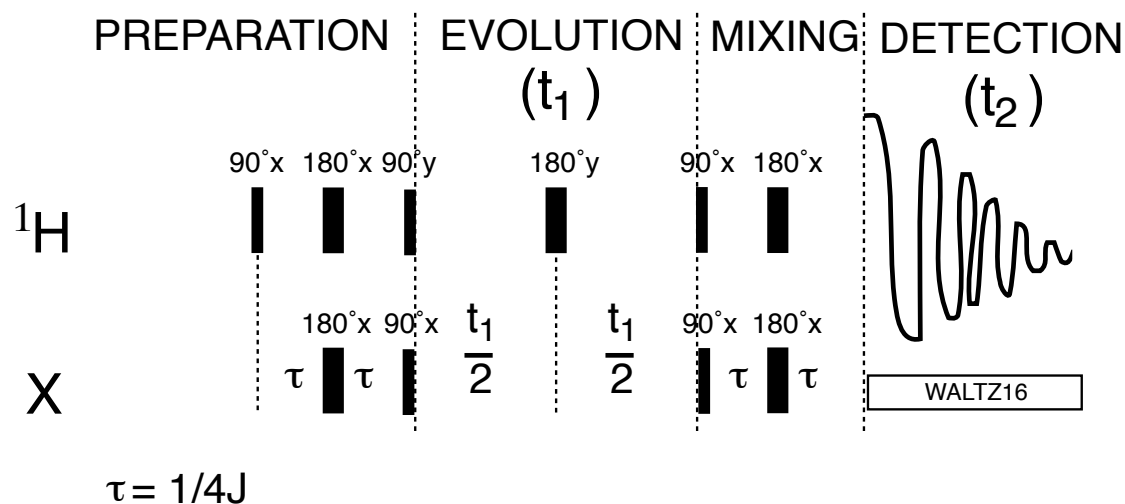 PREPARATION EVOLUTION MIXING DETECTION
(t1) (t2)
90°x 180°x 90°y 180°y 90°x 180°x
1H
180°x 90°x t1/2 t1/2 90°x 180°x
X τ τ τ τ WALTZ16
τ = 1/4J